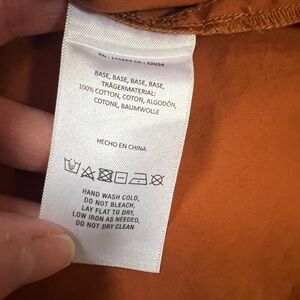 BASE, BASE, BASE, BASE,
TRÄGERMATERIAL:
100% COTTON, COTON, ALGODÓN,
COTONE, BAUMWOLLE
HECHO EN CHINA
HAND WASH COLD,
DO NOT BLEACH,
LAY FLAT TO DRY,
LOW IRON AS NEEDED,
DO NOT DRY CLEAN